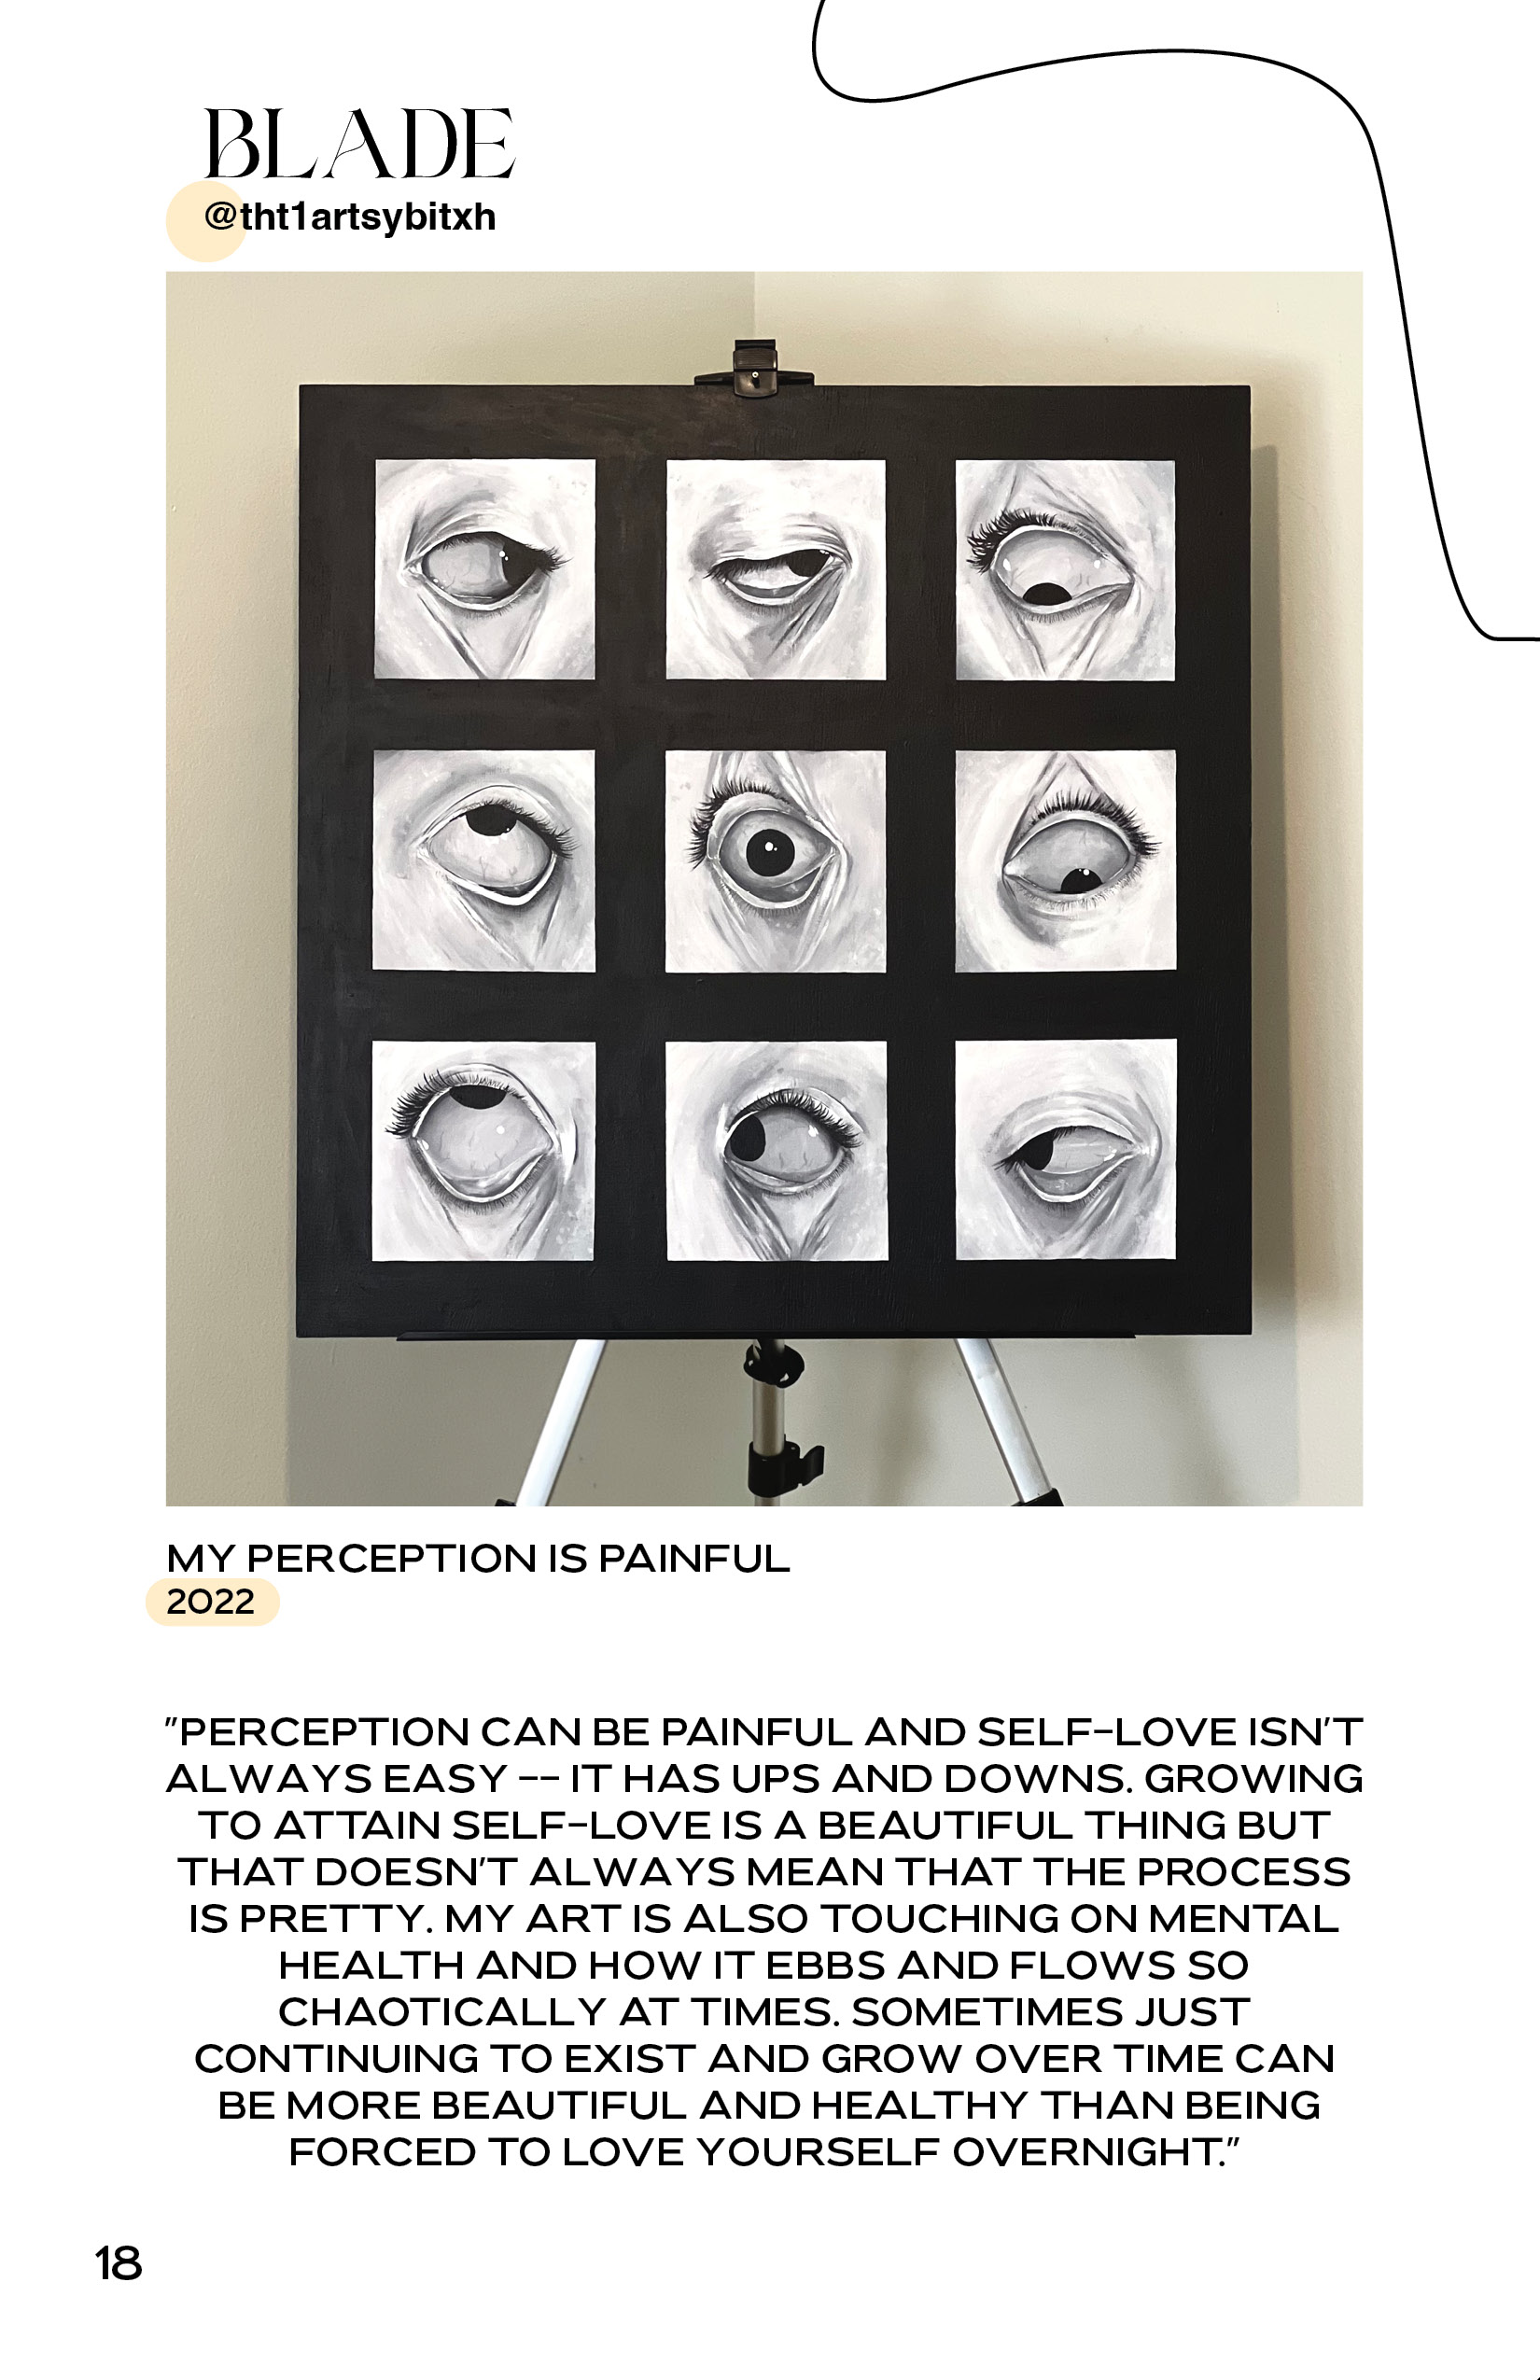 BLADE
@tht1artsybitxh
MY PERCEPTION IS PAINFUL
2022
"PERCEPTION CAN BE PAINFUL AND SELF-LOVE ISN'T
ALWAYS EASY -- IT HAS UPS AND DOWNS. GROWING
TO ATTAIN SELF-LOVE IS A BEAUTIFUL THING BUT
THAT DOESN'T ALWAYS MEAN THAT THE PROCESS
IS PRETTY. MY ART IS ALSO TOUCHING ON MENTAL
HEALTH AND HOW IT EBBS AND FLOWS SO
CHAOTICALLY AT TIMES. SOMETIMES JUST
CONTINUING TO EXIST AND GROW OVER TIME CAN
BE MORE BEAUTIFUL AND HEALTHY THAN BEING
FORCED TO LOVE YOURSELF OVERNIGHT."
18